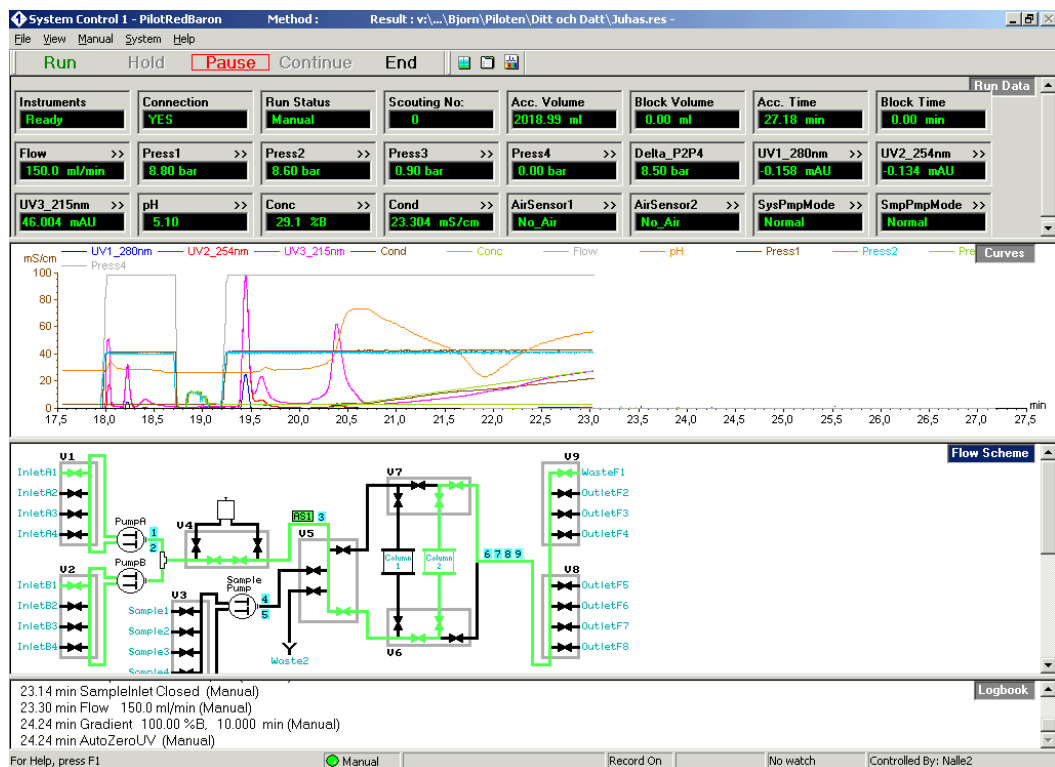 System Control 1 - PilotRedBaron Method : Result : v:\...\Bjorn\Piloten\Ditt och Datt\Juhas.res -
File View Manual System Help
Run Hold Pause Continue End
Run Data
Instruments Connection Run Status Scouting No: Acc. Volume Block Volume Acc. Time Block Time
Ready YES Manual 0 2018.99 ml 0.00 ml 27.18 min 0.00 min
Flow >> Press1 >> Press2 >> Press3 >> Press4 >> Delta_P2P4 UV1_280nm >> UV2_254nm >>
150.0 ml/min 8.80 bar 8.60 bar 0.90 bar 0.00 bar 8.50 bar -0.158 mAU -0.134 mAU
UV3_215nm >> pH >> Conc >> Cond >> AirSensor1 >> AirSensor2 >> SysPmpMode >> SmpPmpMode >>
46.004 mAU 5.10 29.1 %B 23.304 mS/cm No_Air No_Air Normal Normal
UV1_280nm UV2_254nm UV3_215nm Cond Conc Flow pH Press1 Press2 Pre Curves
mS/cm Press4
100
80
60
40
20
0 min
17,5 18,0 18,5 19,0 19,5 20,0 20,5 21,0 21,5 22,0 22,5 23,0 23,5 24,0 24,5 25,0 25,5 26,0 26,5 27,0 27,5
Flow Scheme
V1 V7 V9
InletA1 WasteF1
InletA2 OutletF2
InletA3 OutletF3
InletA4 OutletF4
PumpA 1 2
V4 AS1 3 V5
Column 1 Column 2
6 7 8 9
V2 PumpB V8
InletB1 OutletF5
InletB2 OutletF6
InletB3 OutletF7
InletB4 OutletF8
V3 Sample Pump 4 5
Sample1
Sample2
Sample3
Sample4
Waste2 V6
Logbook
23.14 min SampleInlet Closed (Manual)
23.30 min Flow 150.0 ml/min (Manual)
24.24 min Gradient 100.00 %B, 10.000 min (Manual)
24.24 min AutoZeroUV (Manual)
For Help, press F1 Manual Record On No watch Controlled By: Nalle2